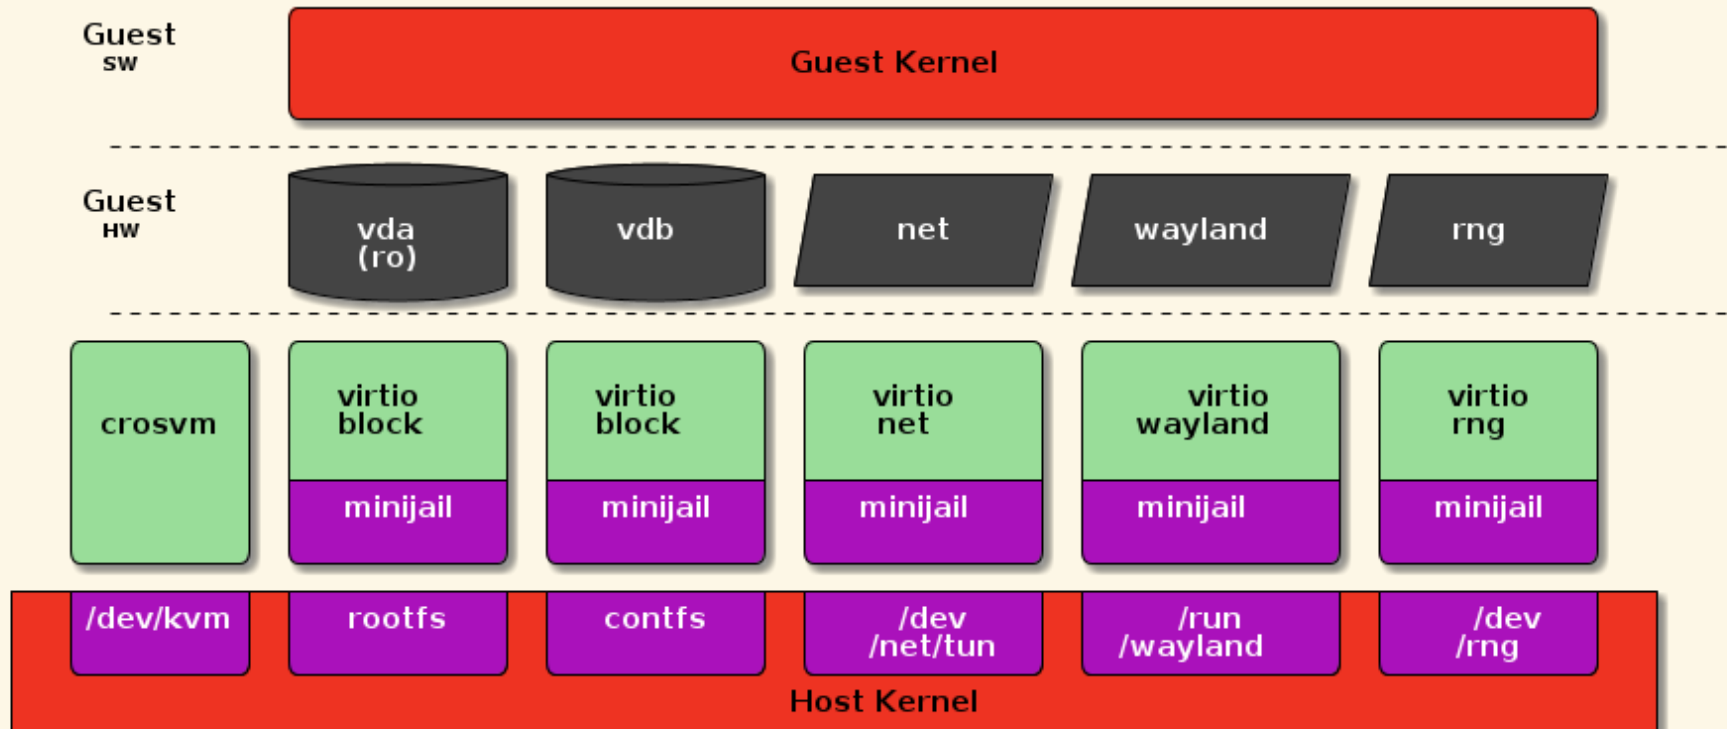 Guest
SW
Guest Kernel
Guest
HW
vda
(ro)
vdb
net
wayland
rng
crosvm
virtio
block
minijail
virtio
block
minijail
virtio
net
minijail
virtio
wayland
minijail
virtio
rng
minijail
/dev/kvm
rootfs
contfs
/dev
/net/tun
/run
/wayland
/dev
/rng
Host Kernel